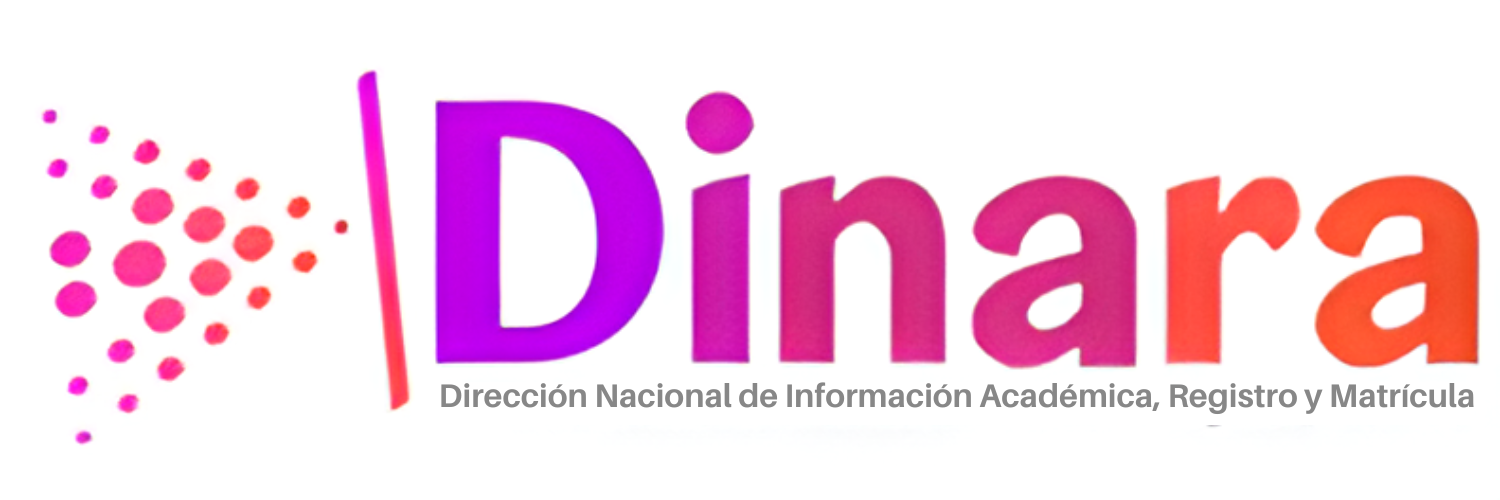 Dinara
Dirección Nacional de Información Académica, Registro y Matrícula